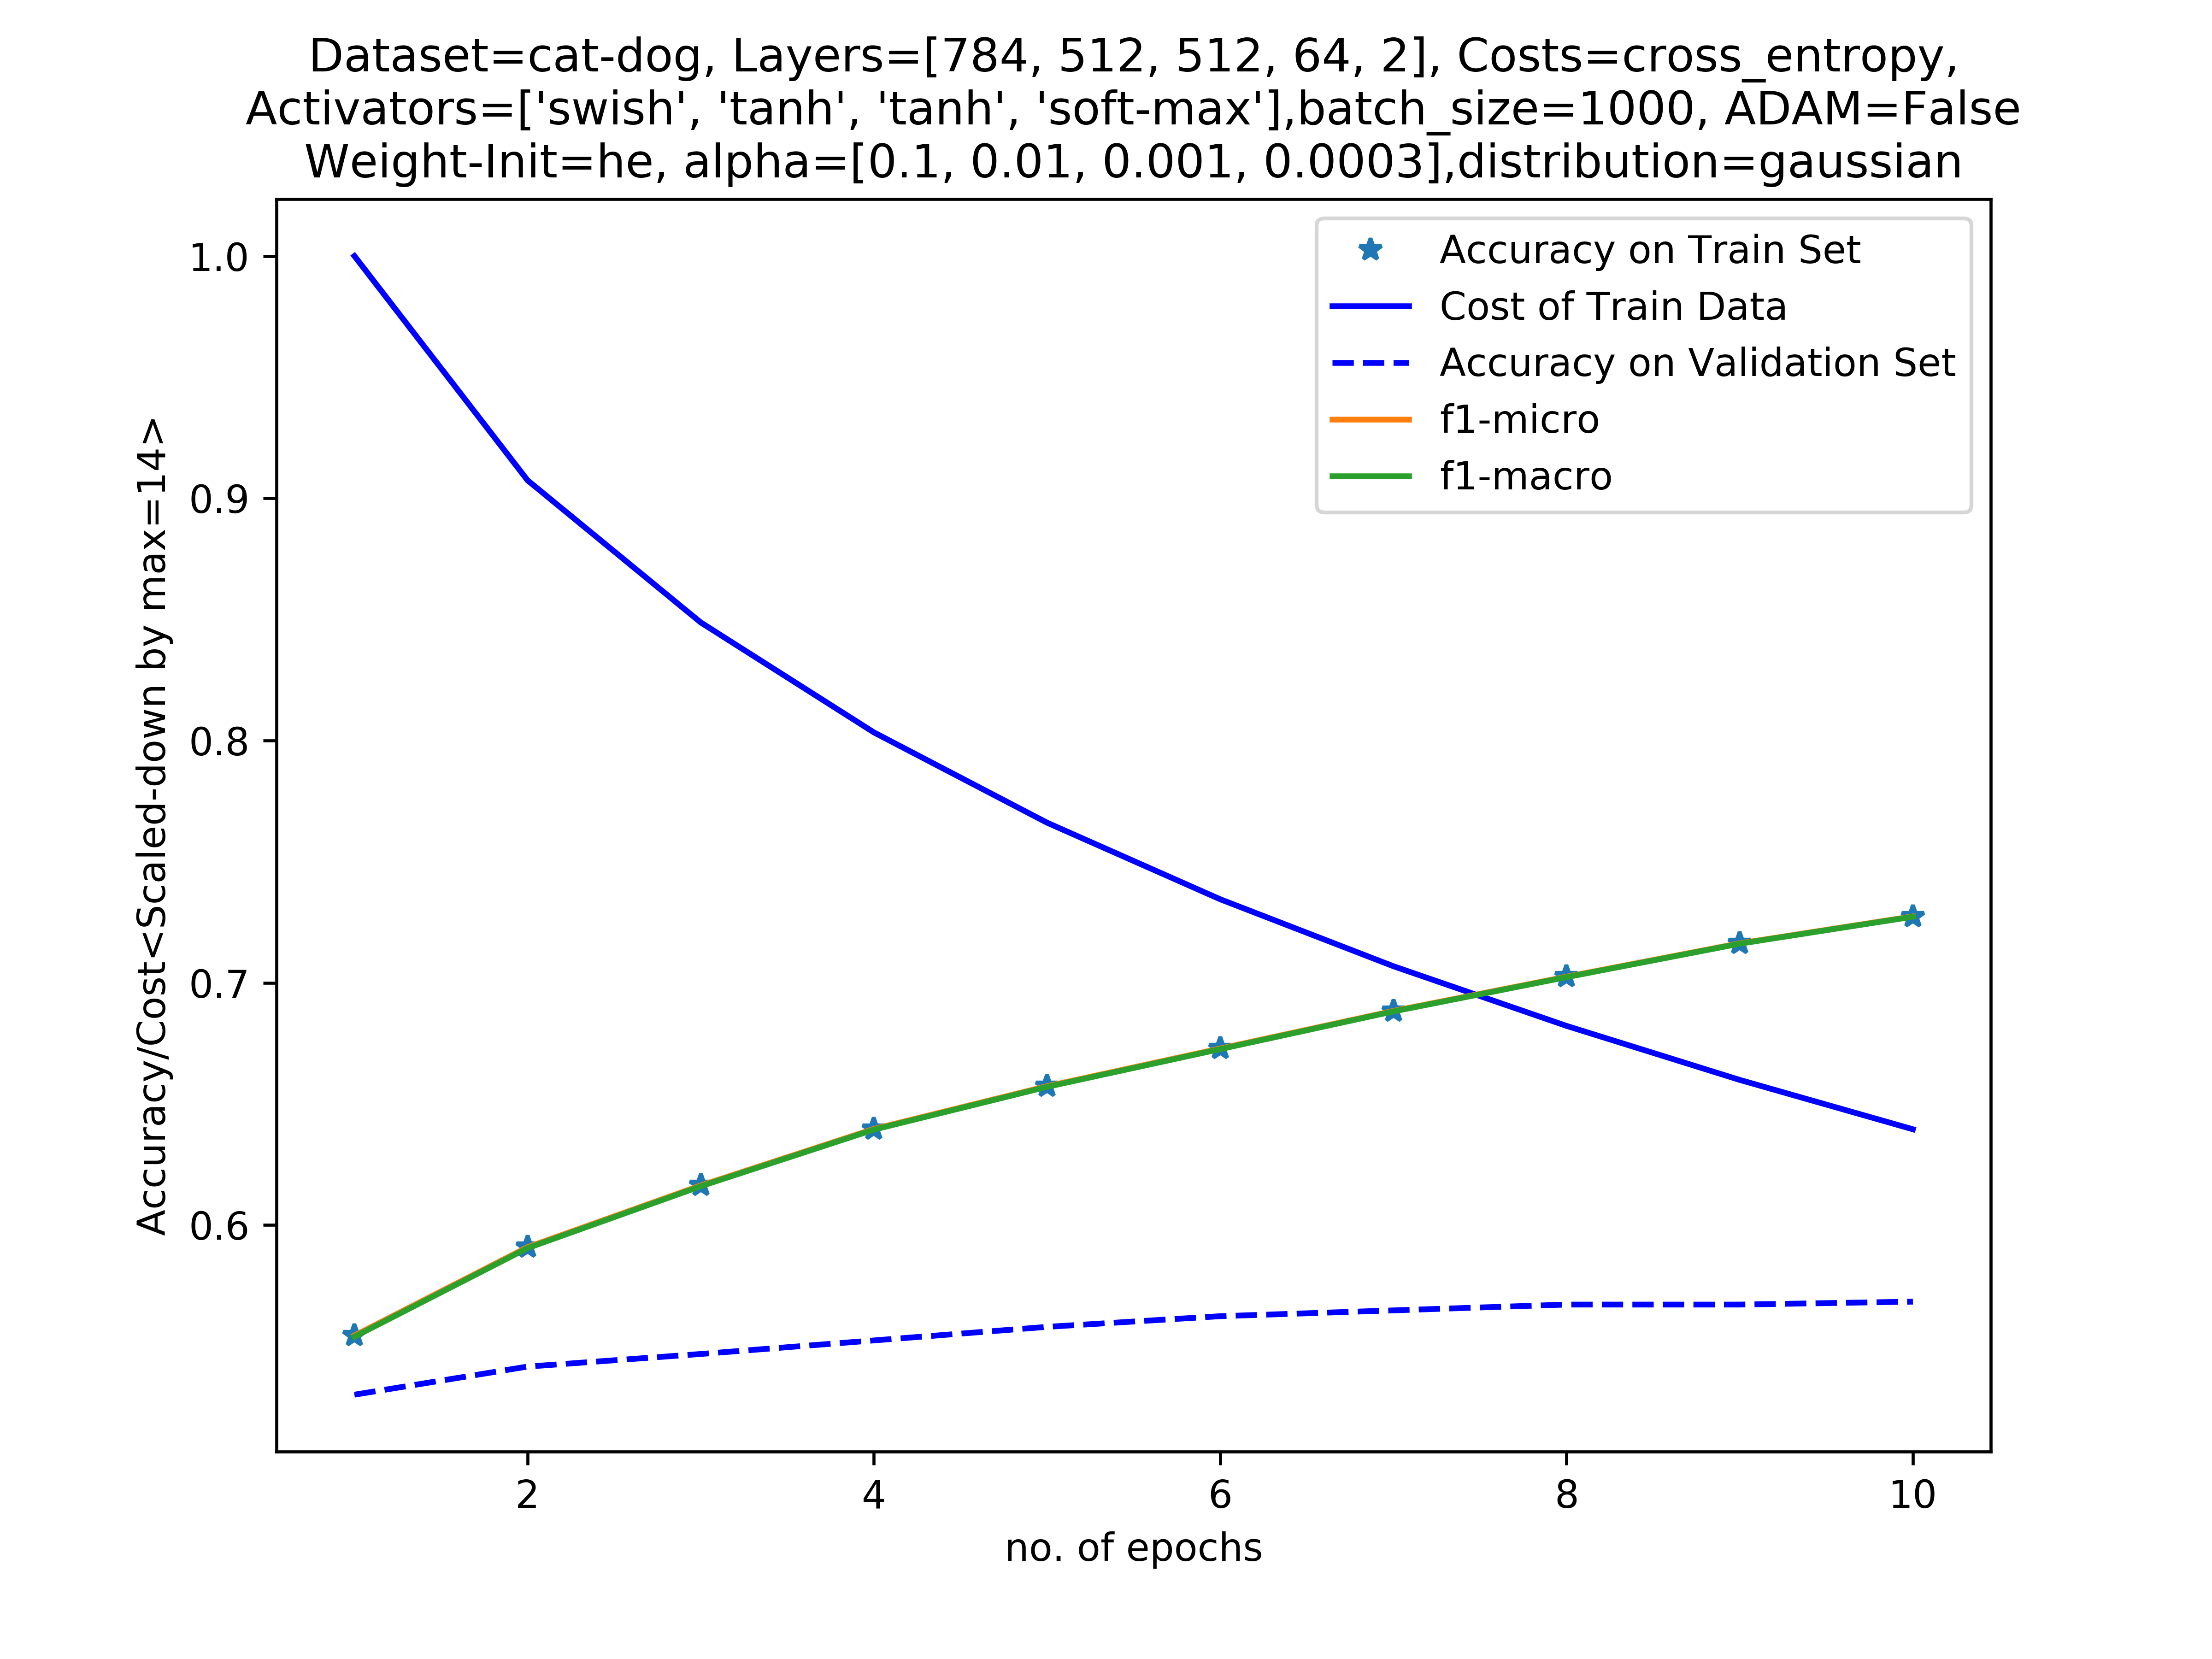 Dataset=cat-dog, Layers=[784, 512, 512, 64, 2], Costs=cross_entropy,
Activators=['swish', 'tanh', 'tanh', 'soft-max'],batch_size=1000, ADAM=False
Weight-Init=he, alpha=[0.1, 0.01, 0.001, 0.0003],distribution=gaussian
Accuracy on Train Set
Cost of Train Data
Accuracy on Validation Set
f1-micro
f1-macro
Accuracy/Cost<Scaled-down by max=14>
1.0
0.9
0.8
0.7
0.6
2 4 6 8 10
no. of epochs